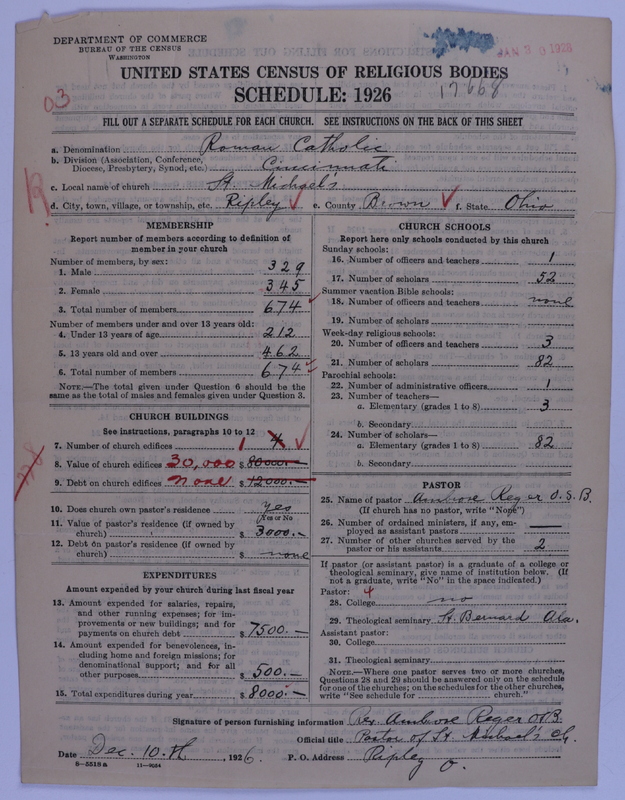 DEPARTMENT OF COMMERCE
BUREAU OF THE CENSUS
WASHINGTON
JAN 3 0 1928
UNITED STATES CENSUS OF RELIGIOUS BODIES
SCHEDULE: 1926
17668
03
FILL OUT A SEPARATE SCHEDULE FOR EACH CHURCH. SEE INSTRUCTIONS ON THE BACK OF THIS SHEET
a. Denomination Roman Catholic
b. Division (Association, Conference, Diocese, Presbytery, Synod, etc.) Cincinnati
c. Local name of church St. Michael's
d. City, town, village, or township, etc. Ripley e. County Brown f. State Ohio
MEMBERSHIP
Report number of members according to definition of
member in your church
Number of members, by sex:
1. Male 329
2. Female 345
3. Total number of members 674
Number of members under and over 13 years old:
4. Under 13 years of age 212
5. 13 years old and over 462
6. Total number of members 674
NOTE.—The total given under Question 6 should be
same as the total of males and females given under Question 3.
CHURCH BUILDINGS
See instructions, paragraphs 10 to 12
7. Number of church edifices 1 4
8. Value of church edifices 30,000 $ 80000.—
9. Debt on church edifices none $ 12000.—
10. Does church own pastor's residence yes
(Yes or No)
11. Value of pastor's residence (if owned by
church) $ 3000.—
12. Debt on pastor's residence (if owned by
church) $ none
EXPENDITURES
Amount expended by your church during last fiscal year
13. Amount expended for salaries, repairs,
and other running expenses; for im-
provements or new buildings; and for
payments on church debt $ 7500.—
14. Amount expended for benevolences, in-
cluding home and foreign missions; for
denominational support; and for all
other purposes $ 500.—
15. Total expenditures during year $ 8000.—
CHURCH SCHOOLS
Report here only schools conducted by this church
Sunday schools:
16. Number of officers and teachers 1
17. Number of scholars 52
Summer vacation Bible schools:
18. Number of officers and teachers none
19. Number of scholars
Week-day religious schools:
20. Number of officers and teachers 3
21. Number of scholars 82
Parochial schools:
22. Number of administrative officers 1
23. Number of teachers—
a. Elementary (grades 1 to 8) 3
b. Secondary
24. Number of scholars—
a. Elementary (grades 1 to 8) 82
b. Secondary
PASTOR
25. Name of pastor Ambrose Reger O.S.B.
(If church has no pastor, write "None")
26. Number of ordained ministers, if any, em-
ployed as assistant pastors —
27. Number of other churches served by the
pastor or his assistants 2
If pastor (or assistant pastor) is a graduate of a college or
theological seminary, give name of institution below. (If
not a graduate, write "No" in the space indicated.)
Pastor: 4
28. College no
29. Theological seminary St. Bernard Ala.
Assistant pastor:
30. College
31. Theological seminary
NOTE.—Where one pastor serves two or more churches,
Questions 28 and 29 should be answered only on the schedule
for one of the churches; on the schedules for the other churches,
write "See schedule for church."
Signature of person furnishing information Rev. Ambrose Reger
Official title Pastor of St. Michael's Ch.
Date Dec. 10.th, 1926. P. O. Address Ripley O.
8—5518a 11—9084